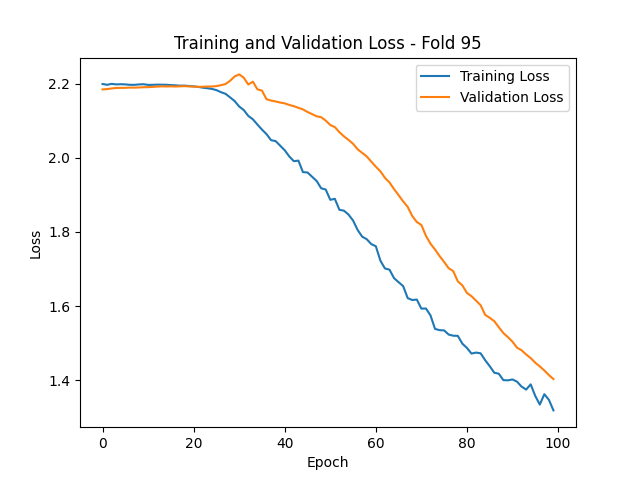 Training and Validation Loss - Fold 95
Training Loss
Validation Loss
Loss
2.2
2.0
1.8
1.6
1.4
0 20 40 60 80 100
Epoch